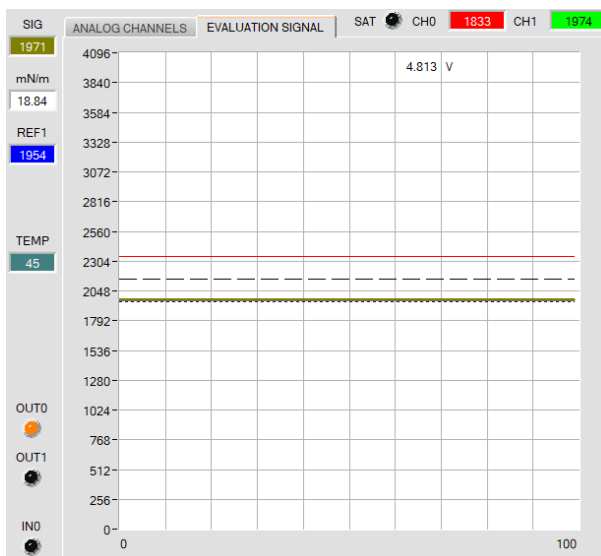 SIG
1971
mN/m
18.84
REF1
1954
TEMP
45
OUT0
OUT1
IN0
ANALOG CHANNELS
EVALUATION SIGNAL
SAT
CH0
1833
CH1
1974
4.813 V
4096
3840
3584
3328
3072
2816
2560
2304
2048
1792
1536
1280
1024
768
512
256
0
0
100